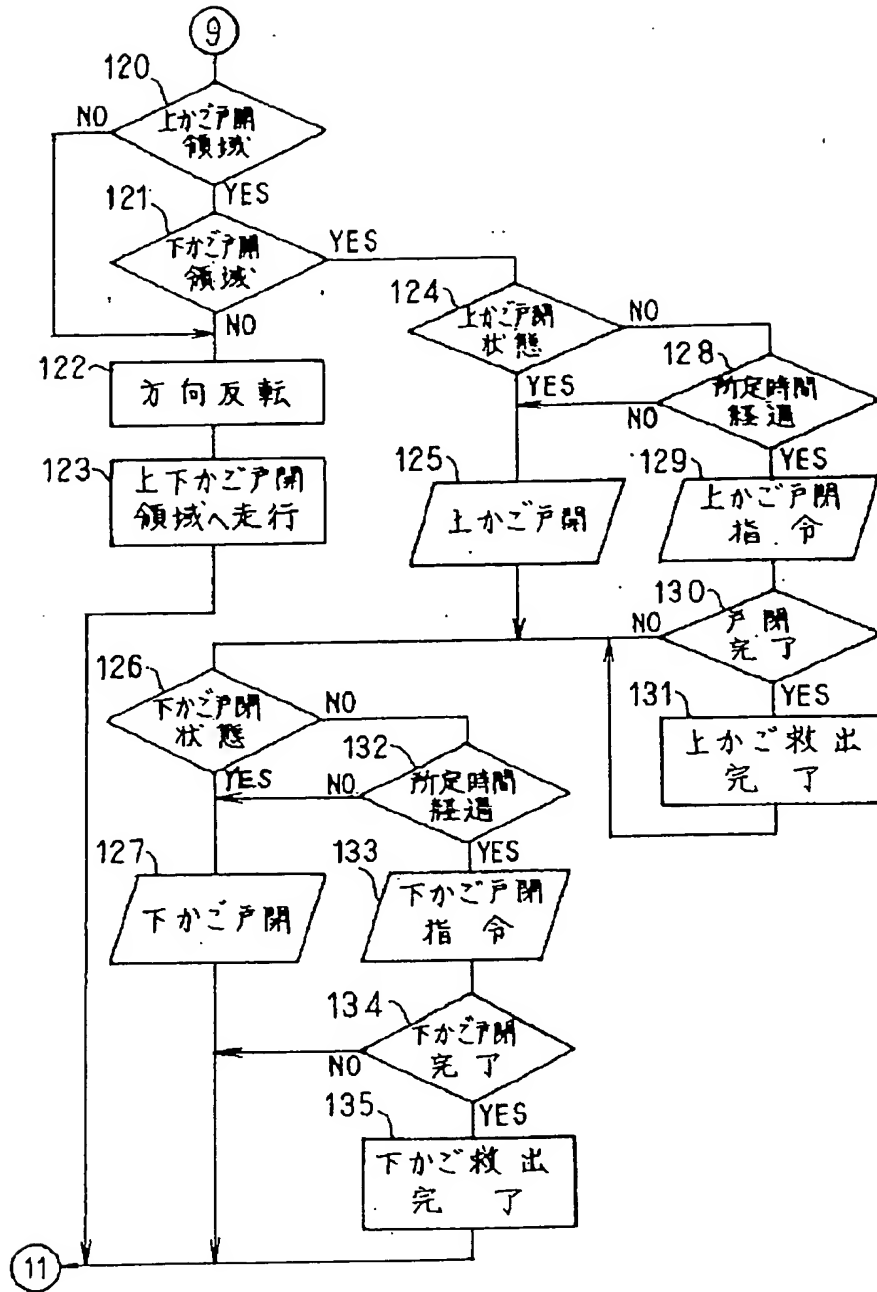 9
120
NO
上かご戸開
領域
YES
121
下かご戸開
領域
YES
NO
124
上かご戸閉
状態
NO
YES
122
方向反転
128
所定時間
経過
NO
YES
123
上下かご戸開
領域へ走行
125
上かご戸開
129
上かご戸閉
指令
130
戸閉
完了
NO
YES
126
下かご戸閉
状態
NO
YES
131
上かご救出
完了
132
所定時間
経過
NO
YES
127
下かご戸開
133
下かご戸閉
指令
134
下かご戸閉
完了
NO
YES
135
下かご救出
完了
11